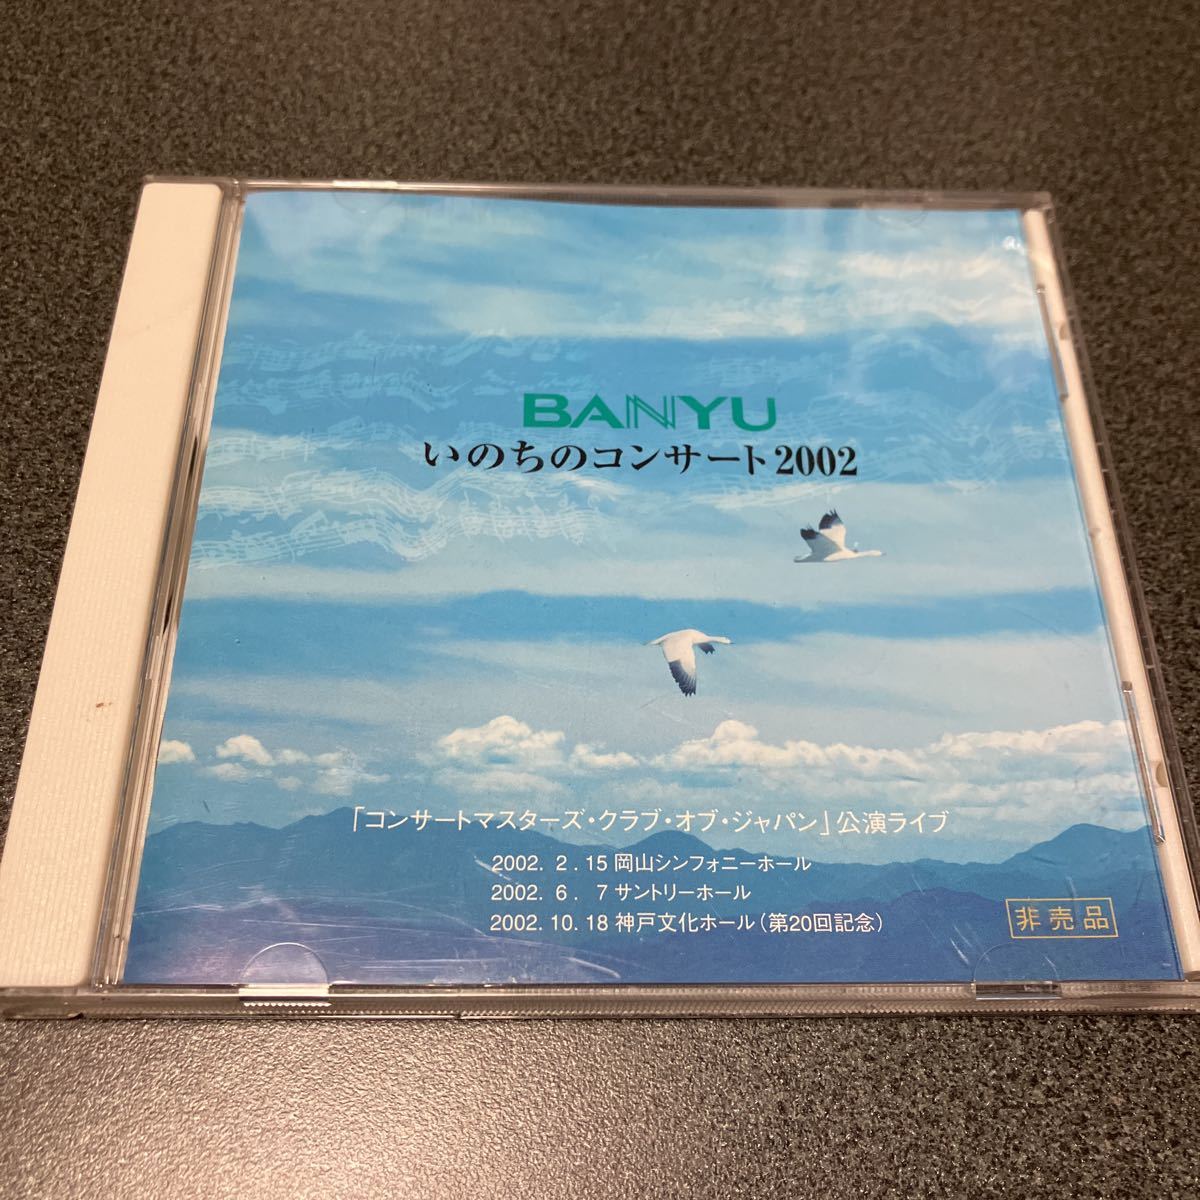 BANYU
いのちのコンサート2002
「コンサートマスターズ・クラブ・オブ・ジャパン」公演ライブ
2002. 2 . 15 岡山シンフォニーホール
2002. 6 . 7 サントリーホール
2002. 10. 18 神戸文化ホール(第20回記念)
非売品